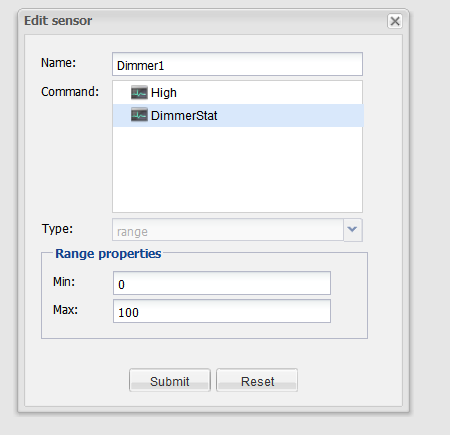 Edit sensor
Name: Dimmer1
Command: High
DimmerStat
Type: range
Range properties
Min: 0
Max: 100
Submit Reset